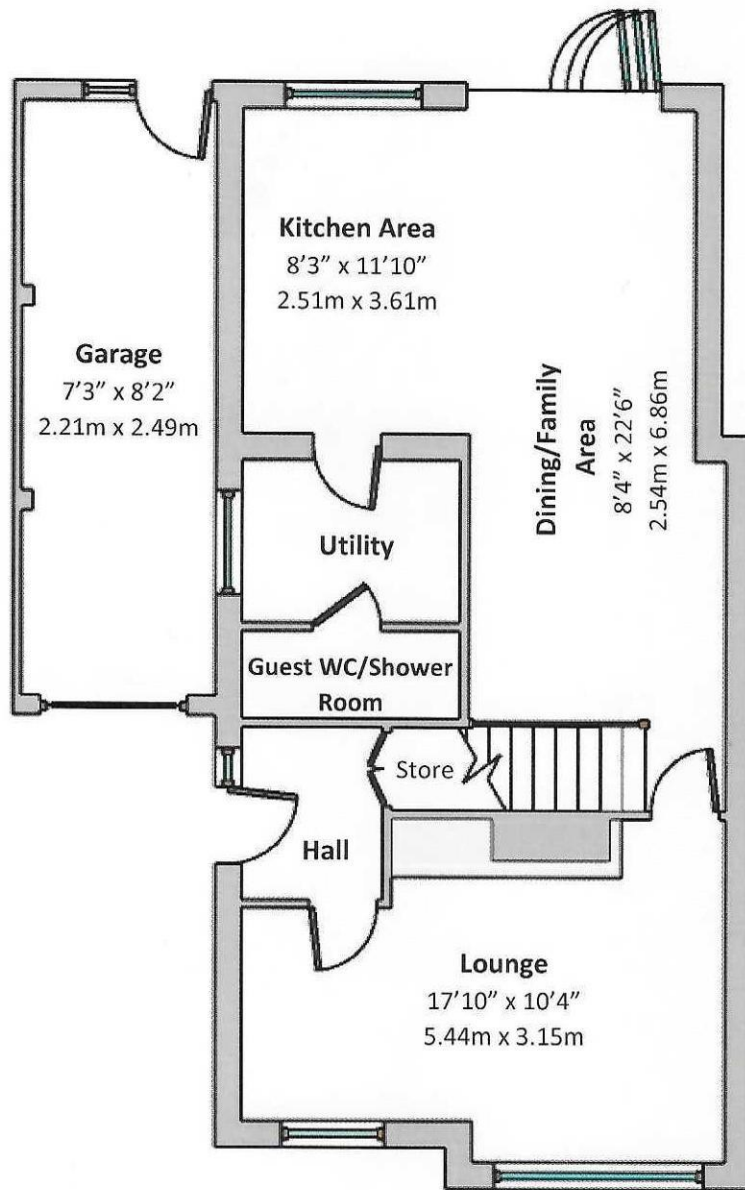 Kitchen Area
8’3” x 11’10”
2.51m x 3.61m
Garage
7’3” x 8’2”
2.21m x 2.49m
Dining/Family
Area
8’4” x 22’6”
2.54m x 6.86m
Utility
Guest WC/Shower
Room
Store
Hall
Lounge
17’10” x 10’4”
5.44m x 3.15m